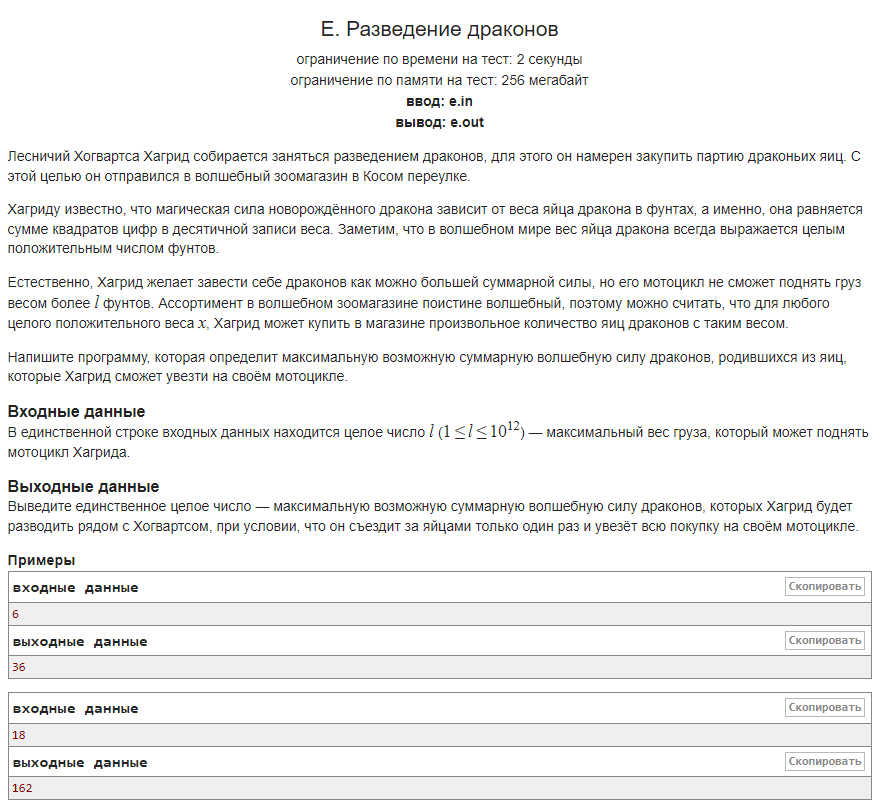 E. Разведение драконов
ограничение по времени на тест: 2 секунды
ограничение по памяти на тест: 256 мегабайт
ввод: e.in
вывод: e.out
Лесничий Хогвартса Хагрид собирается заняться разведением драконов, для этого он намерен закупить партию драконьих яиц. С
этой целью он отправился в волшебный зоомагазин в Косом переулке.
Хагриду известно, что магическая сила новорождённого дракона зависит от веса яйца дракона в фунтах, а именно, она равняется
сумме квадратов цифр в десятичной записи веса. Заметим, что в волшебном мире вес яйца дракона всегда выражается целым
положительным числом фунтов.
Естественно, Хагрид желает завести себе драконов как можно большей суммарной силы, но его мотоцикл не сможет поднять груз
весом более l фунтов. Ассортимент в волшебном зоомагазине поистине волшебный, поэтому можно считать, что для любого
целого положительного веса x, Хагрид может купить в магазине произвольное количество яиц драконов с таким весом.
Напишите программу, которая определит максимальную возможную суммарную волшебную силу драконов, родившихся из яиц,
которые Хагрид сможет увезти на своём мотоцикле.
Входные данные
В единственной строке входных данных находится целое число l (1 ≤ l ≤ 10¹²) — максимальный вес груза, который может поднять
мотоцикл Хагрида.
Выходные данные
Выведите единственное целое число — максимальную возможную суммарную волшебную силу драконов, которых Хагрид будет
разводить рядом с Хогвартсом, при условии, что он съездит за яйцами только один раз и увезёт всю покупку на своём мотоцикле.
Примеры
входные данные Скопировать
6
выходные данные Скопировать
36
входные данные Скопировать
18
выходные данные Скопировать
162